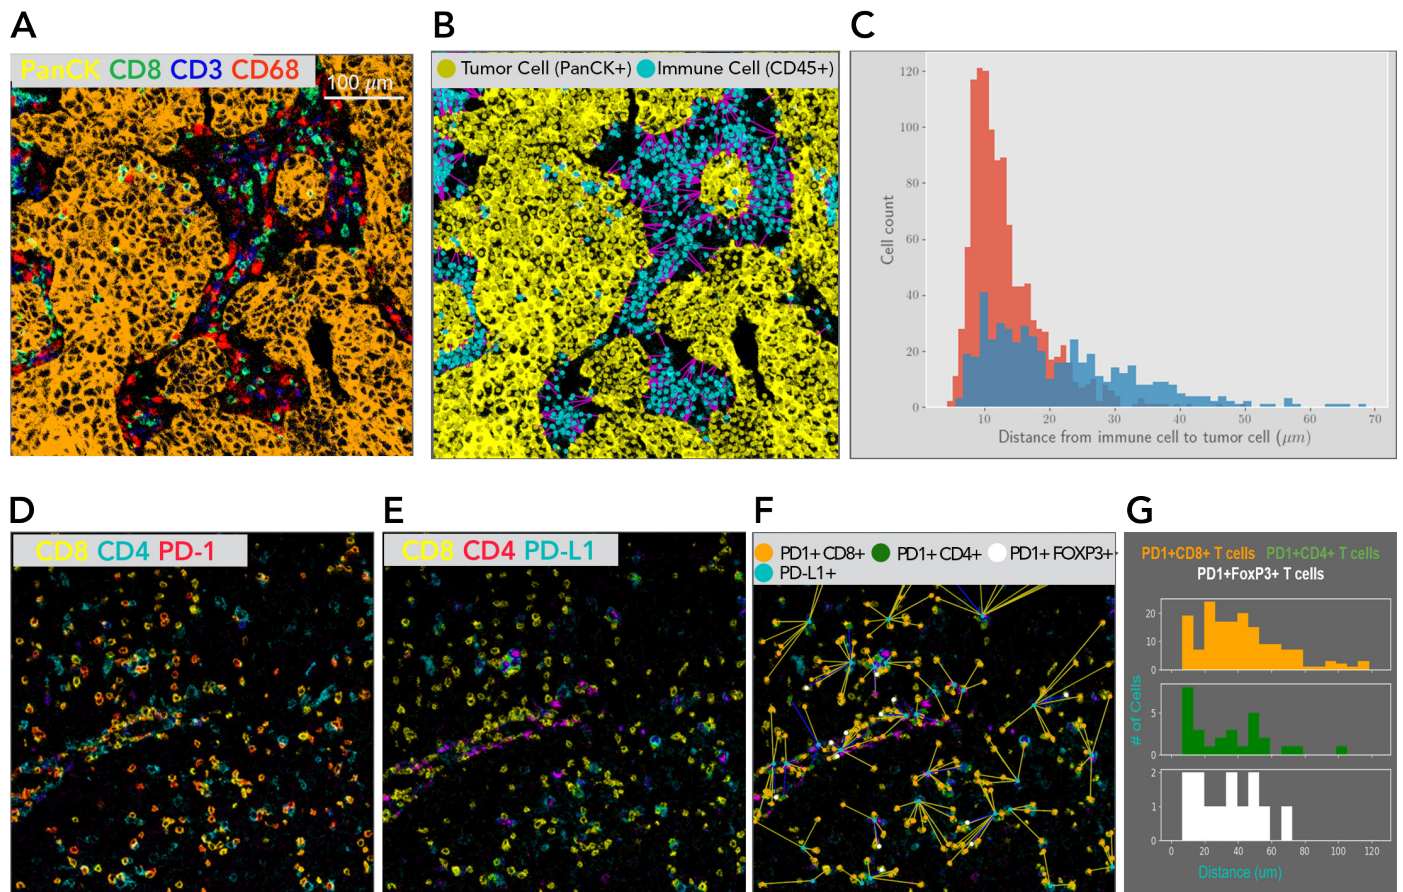 A
PanCK CD8 CD3 CD68
100 μm
B
Tumor Cell (PanCK+) Immune Cell (CD45+)
C
120
100
80
60
40
20
0
Cell count
10 20 30 40 50 60 70
Distance from immune cell to tumor cell (μm)
D
CD8 CD4 PD-1
E
CD8 CD4 PD-L1
F
PD1+ CD8+ PD1+ CD4+ PD1+ FOXP3+
PD-L1+
G
PD1+CD8+ T cells PD1+CD4+ T cells
PD1+FoxP3+ T cells
20
10
0
5
0
2
1
0
# of Cells
0 20 40 60 80 100 120
Distance (um)